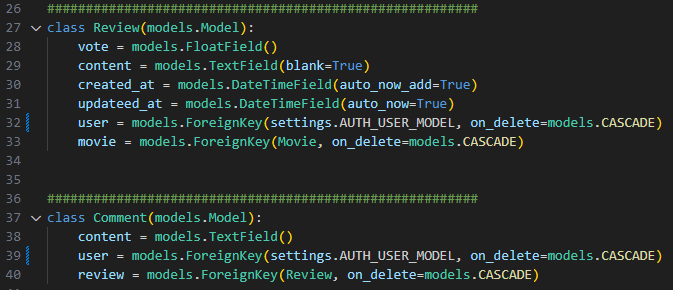 26 ########################################################
27 class Review(models.Model):
28 vote = models.FloatField()
29 content = models.TextField(blank=True)
30 created_at = models.DateTimeField(auto_now_add=True)
31 updateed_at = models.DateTimeField(auto_now=True)
32 user = models.ForeignKey(settings.AUTH_USER_MODEL, on_delete=models.CASCADE)
33 movie = models.ForeignKey(Movie, on_delete=models.CASCADE)
34
35
36 ########################################################
37 class Comment(models.Model):
38 content = models.TextField()
39 user = models.ForeignKey(settings.AUTH_USER_MODEL, on_delete=models.CASCADE)
40 review = models.ForeignKey(Review, on_delete=models.CASCADE)